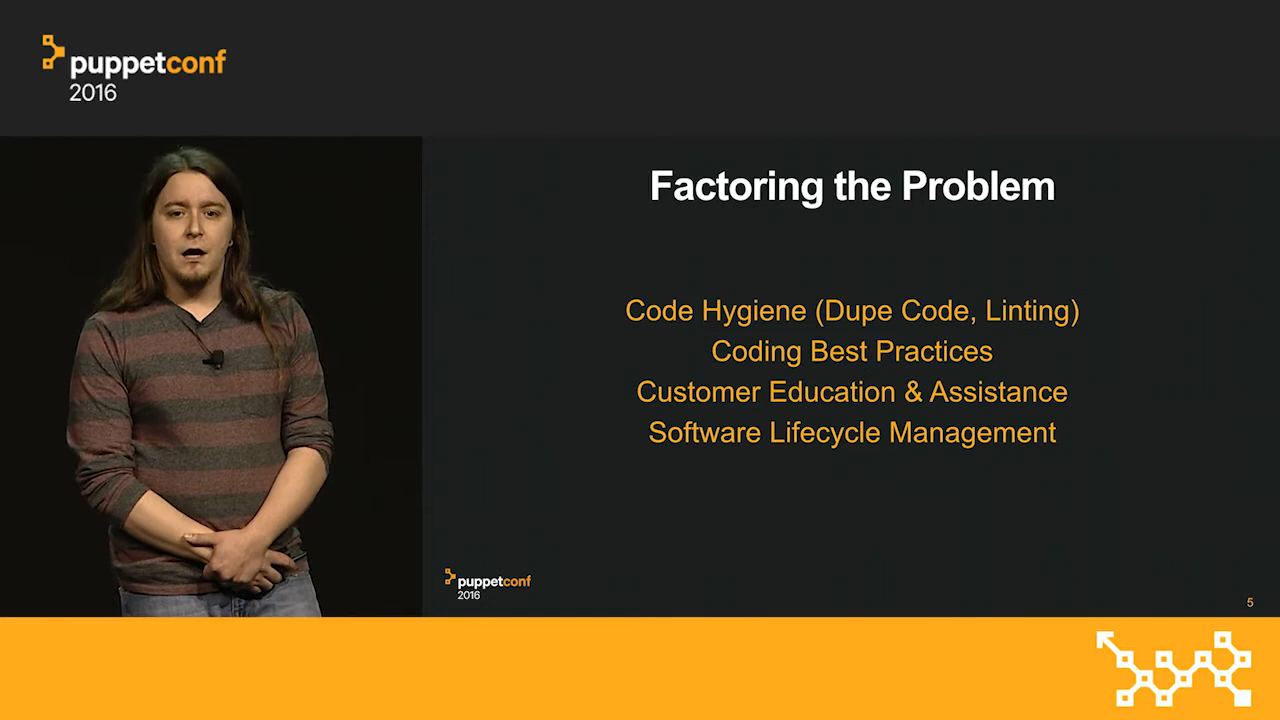 puppetconf
2016
Factoring the Problem
Code Hygiene (Dupe Code, Linting)
Coding Best Practices
Customer Education & Assistance
Software Lifecycle Management
puppetconf
2016
5